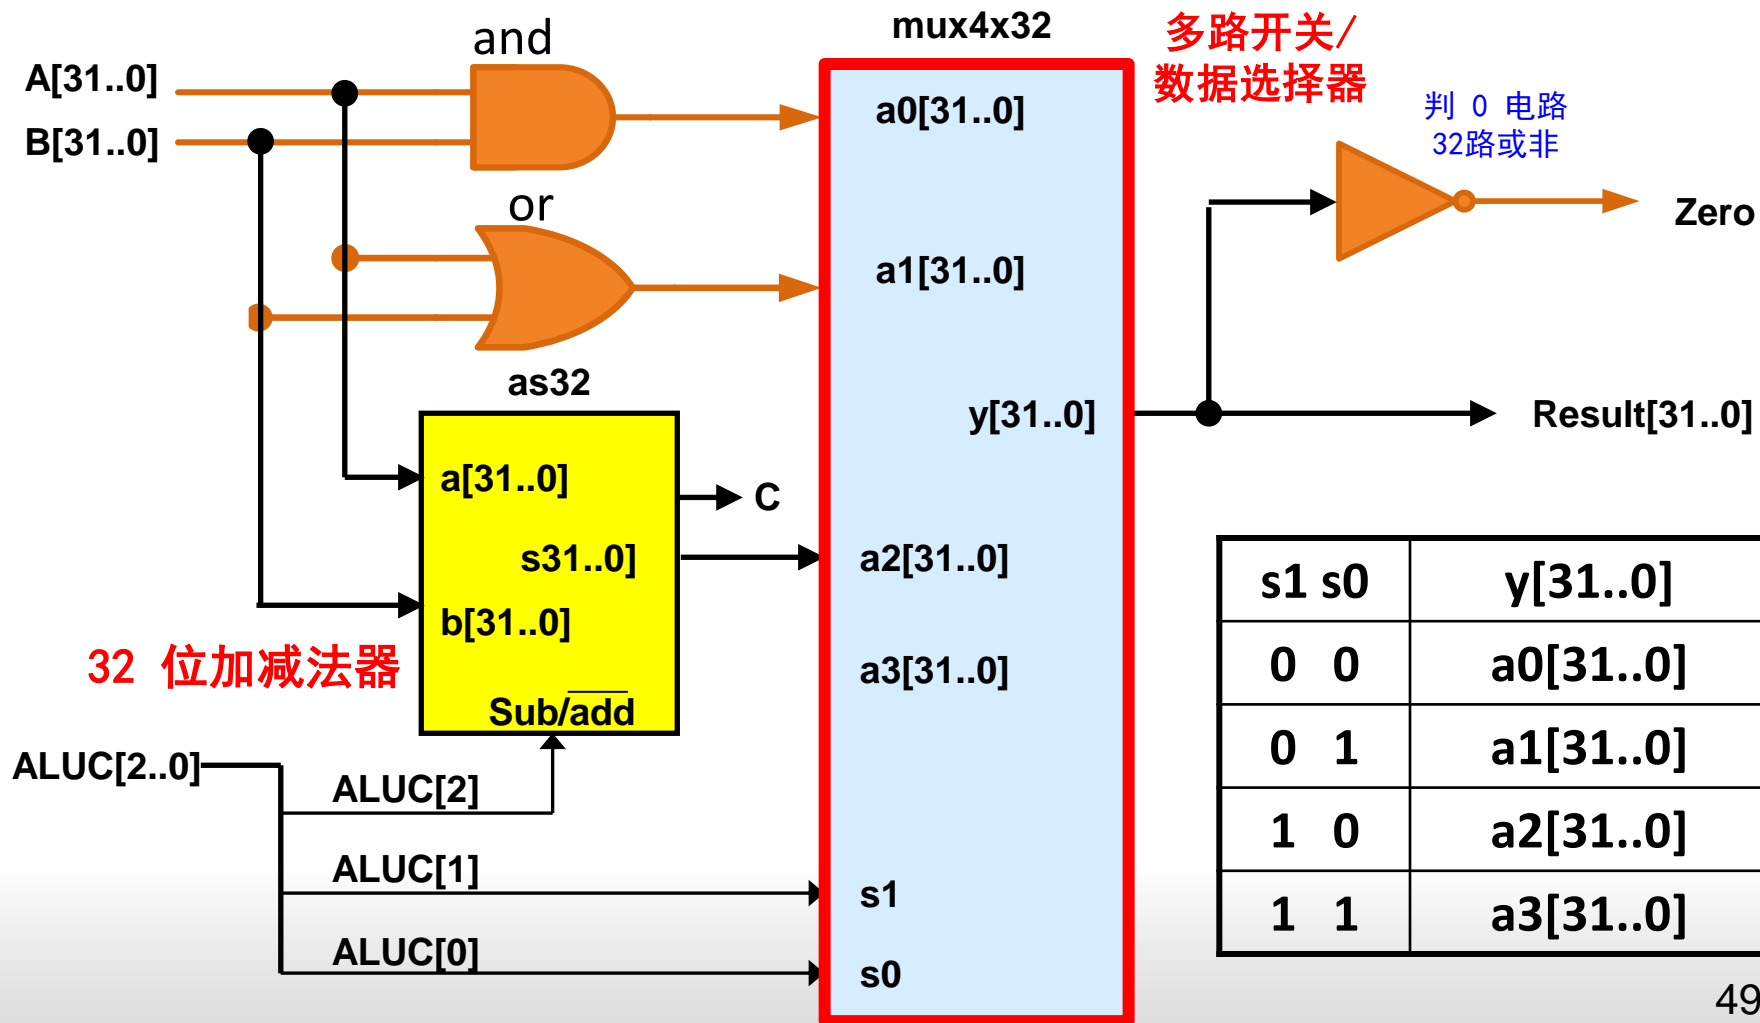 mux4x32
多路开关/
数据选择器
and
A[31..0]
B[31..0]
or
as32
a[31..0]
s31..0]
b[31..0]
Sub/add
C
32 位加减法器
ALUC[2..0]
ALUC[2]
ALUC[1]
ALUC[0]
a0[31..0]
a1[31..0]
y[31..0]
a2[31..0]
a3[31..0]
s1
s0
判 0 电路
32路或非
Zero
Result[31..0]
s1 s0 y[31..0]
0 0 a0[31..0]
0 1 a1[31..0]
1 0 a2[31..0]
1 1 a3[31..0]
49